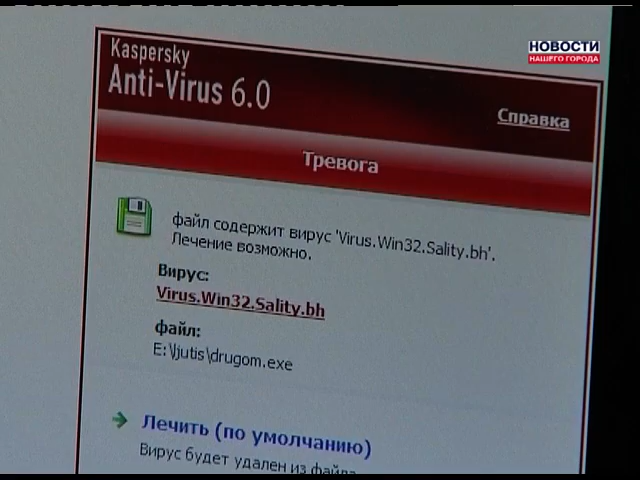 НОВОСТИ
НАШЕГО ГОРОДА
Kaspersky
Anti-Virus 6.0
Справка
Тревога
файл содержит вирус 'Virus.Win32.Sality.bh'.
Лечение возможно.
Вирус:
Virus.Win32.Sality.bh
файл:
E:\ljutis\drugom.exe
Лечить (по умолчанию)
Вирус будет удален из файла